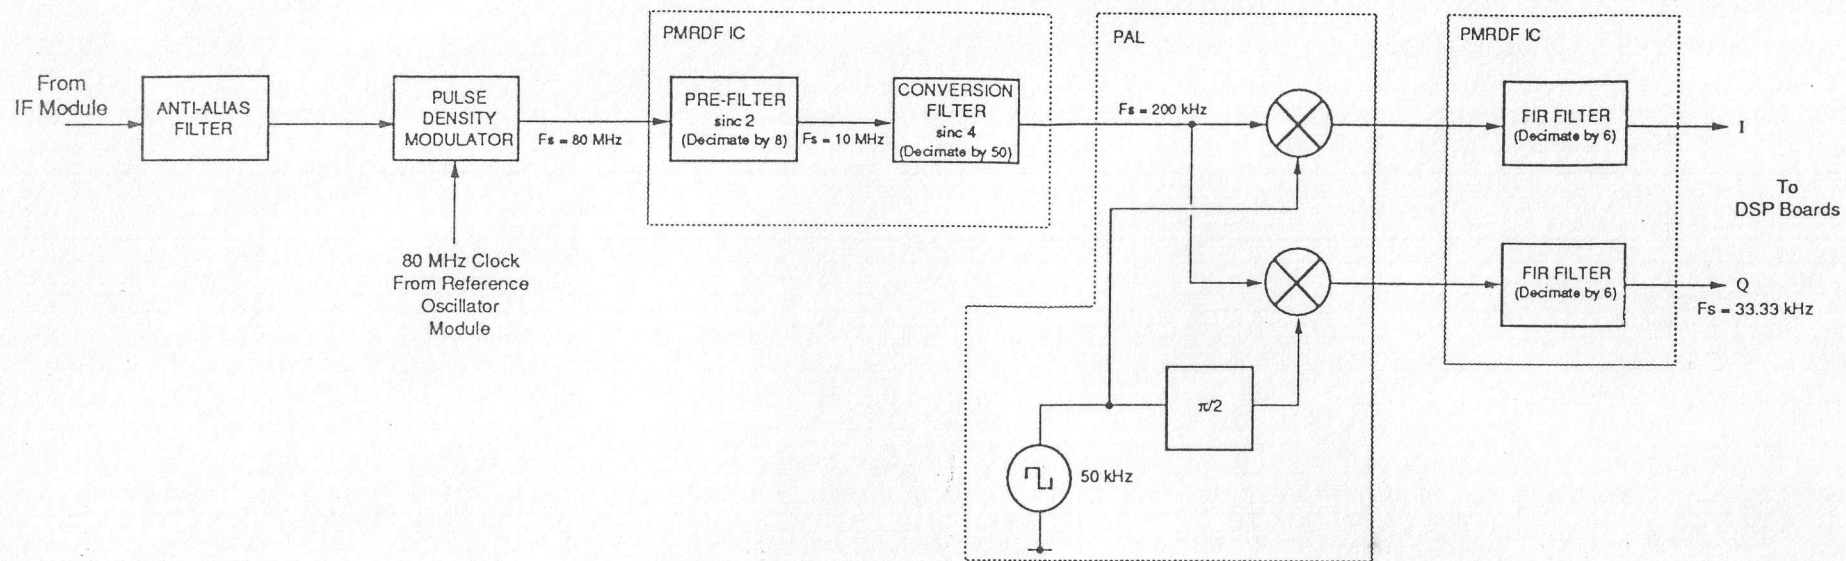 From
IF Module
ANTI-ALIAS
FILTER
PULSE
DENSITY
MODULATOR
Fs = 80 MHz
80 MHz Clock
From Reference
Oscillator
Module
PMRDF IC
PRE-FILTER
sinc 2
(Decimate by 8)
Fs = 10 MHz
CONVERSION
FILTER
sinc 4
(Decimate by 50)
PAL
Fs = 200 kHz
π/2
50 kHz
PMRDF IC
FIR FILTER
(Decimate by 6)
I
To
DSP Boards
FIR FILTER
(Decimate by 6)
Q
Fs = 33.33 kHz